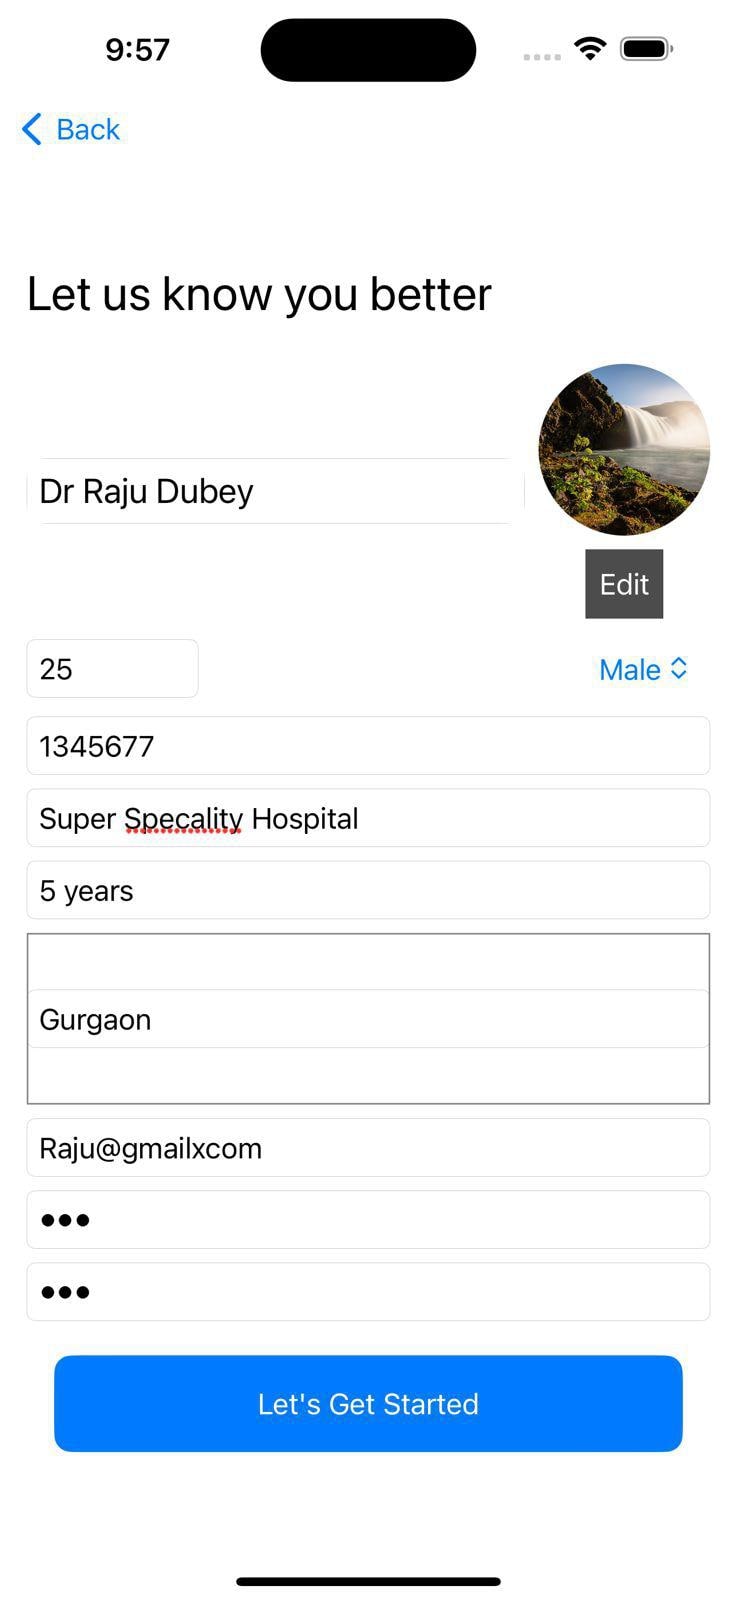 9:57
Back
Let us know you better
Dr Raju Dubey
Edit
25
Male
1345677
Super Specality Hospital
5 years
Gurgaon
Raju@gmailxcom
•••
•••
Let's Get Started